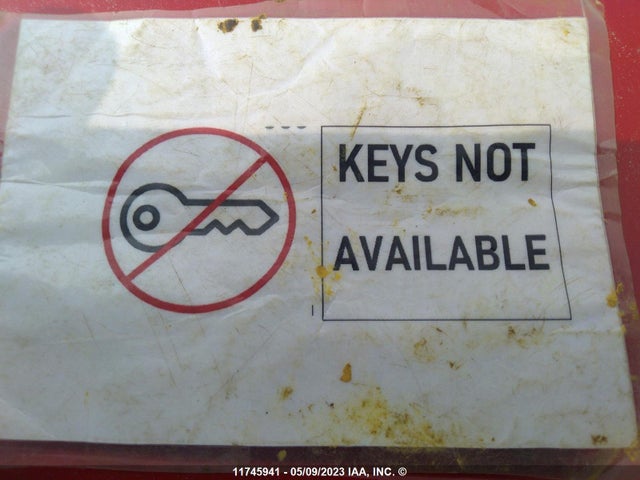 KEYS NOT
AVAILABLE
11745941 - 05/09/2023 IAA, INC. ©